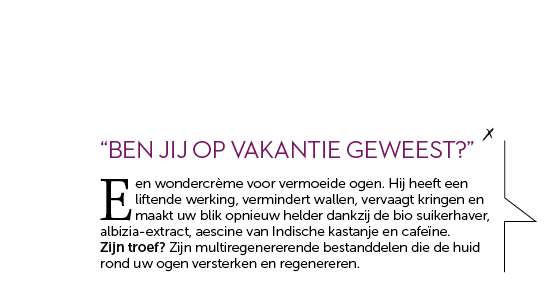 “BEN JIJ OP VAKANTIE GEWEEST?”
Een wondercrème voor vermoeide ogen. Hij heeft een
liftende werking, vermindert wallen, vervaagt kringen en
maakt uw blik opnieuw helder dankzij de bio suikerhaver,
albizia-extract, aescine van Indische kastanje en cafeïne.
Zijn troef? Zijn multiregenererende bestanddelen die de huid
rond uw ogen versterken en regenereren.